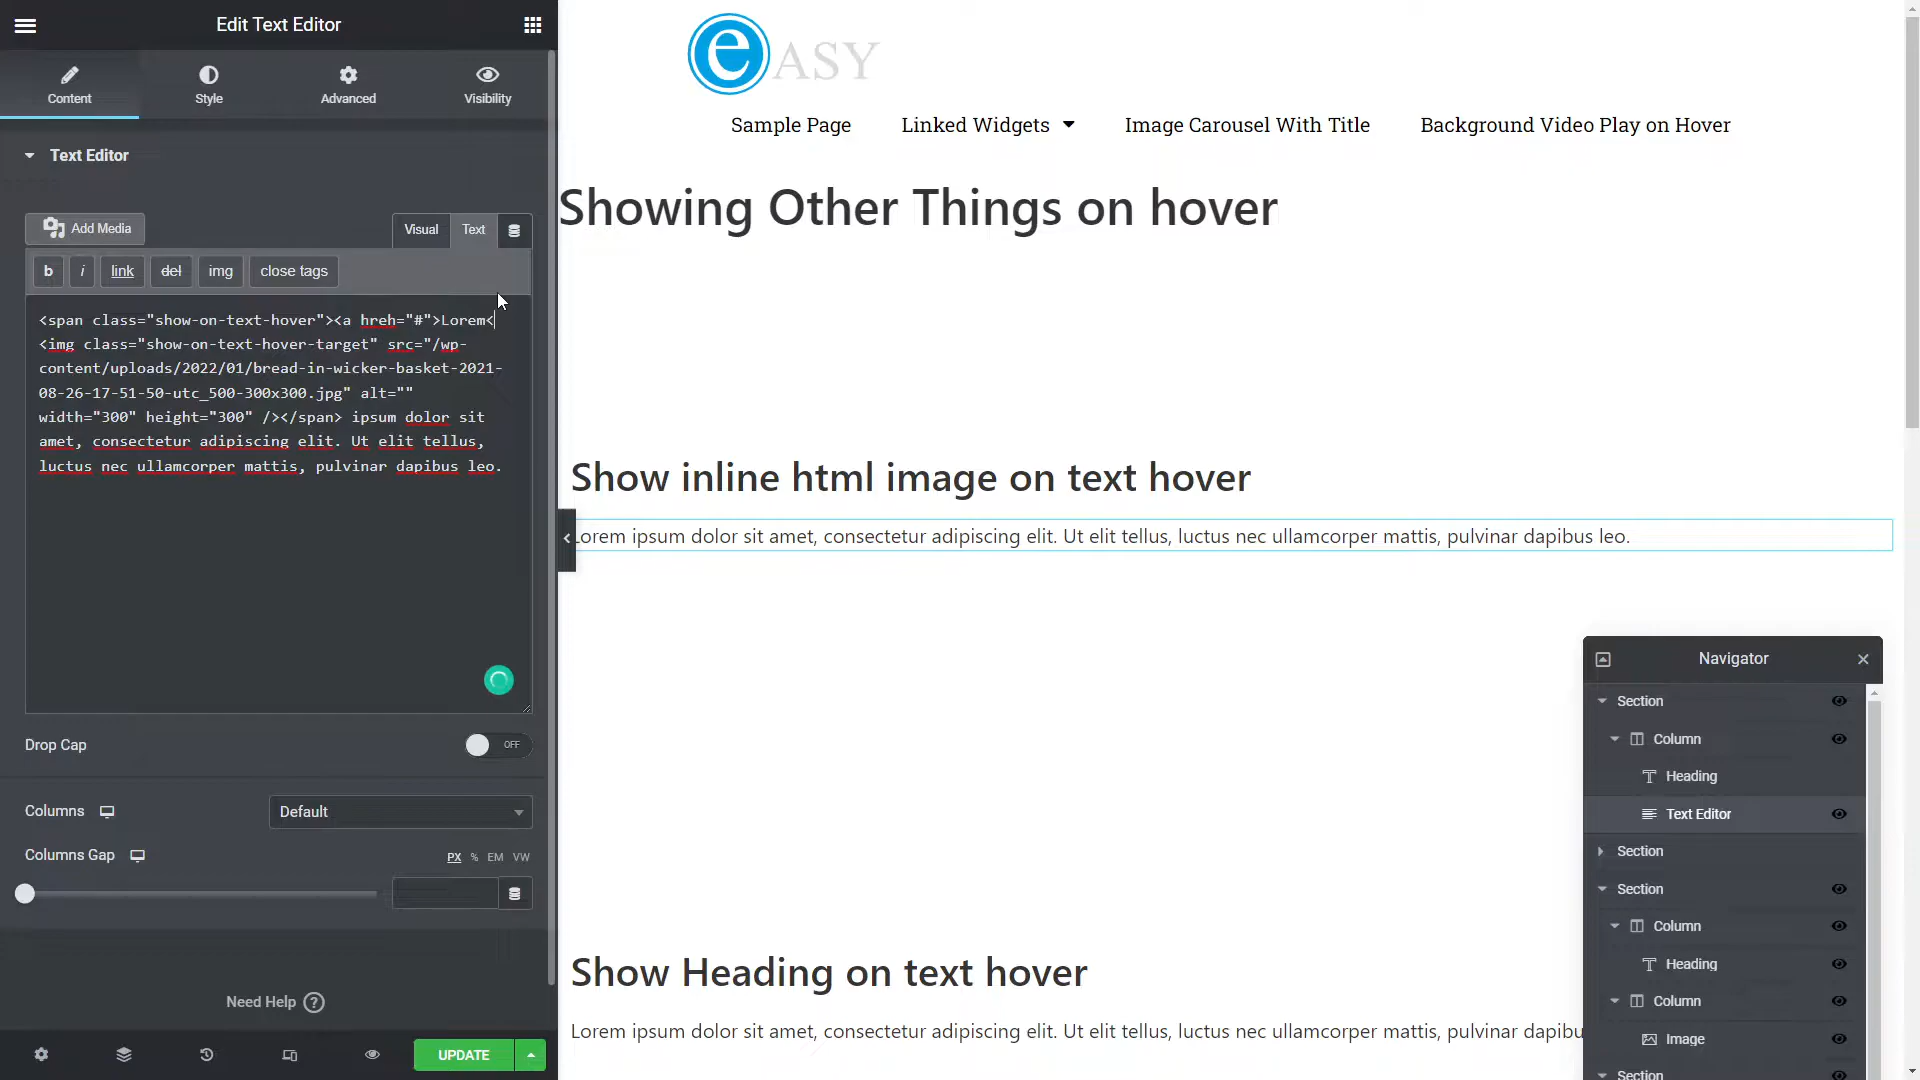 Edit Text Editor
Content
Style
Advanced
Visibility
Text Editor
Add Media
Visual
Text
b
i
link
del
img
close tags
<span class="show-on-text-hover"><a hreh="#">Lorem<
<img class="show-on-text-hover-target" src="/wp-
content/uploads/2022/01/bread-in-wicker-basket-2021-
08-26-17-51-50-utc_500-300x300.jpg" alt=""
width="300" height="300" /></span> ipsum dolor sit
amet, consectetur adipiscing elit. Ut elit tellus,
luctus nec ullamcorper mattis, pulvinar dapibus leo.
Drop Cap
OFF
Columns
Default
Columns Gap
PX % EM VW
Need Help ?
UPDATE
eASY
Sample Page
Linked Widgets
Image Carousel With Title
Background Video Play on Hover
Showing Other Things on hover
Show inline html image on text hover
Lorem ipsum dolor sit amet, consectetur adipiscing elit. Ut elit tellus, luctus nec ullamcorper mattis, pulvinar dapibus leo.
Show Heading on text hover
Lorem ipsum dolor sit amet, consectetur adipiscing elit. Ut elit tellus, luctus nec ullamcorper mattis, pulvinar dapibu
Navigator
Section
Column
Heading
Text Editor
Section
Section
Column
Heading
Column
Image
Section